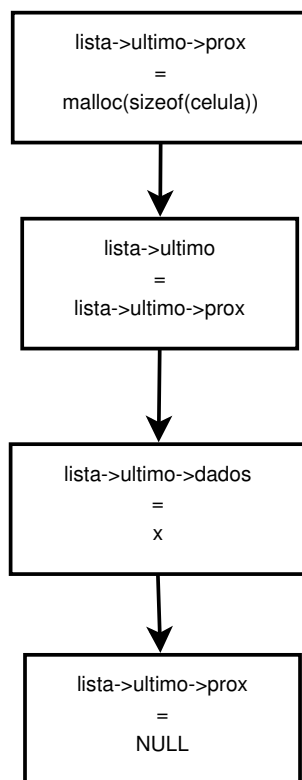 lista->ultimo->prox
=
malloc(sizeof(celula))
lista->ultimo
=
lista->ultimo->prox
lista->ultimo->dados
=
x
lista->ultimo->prox
=
NULL